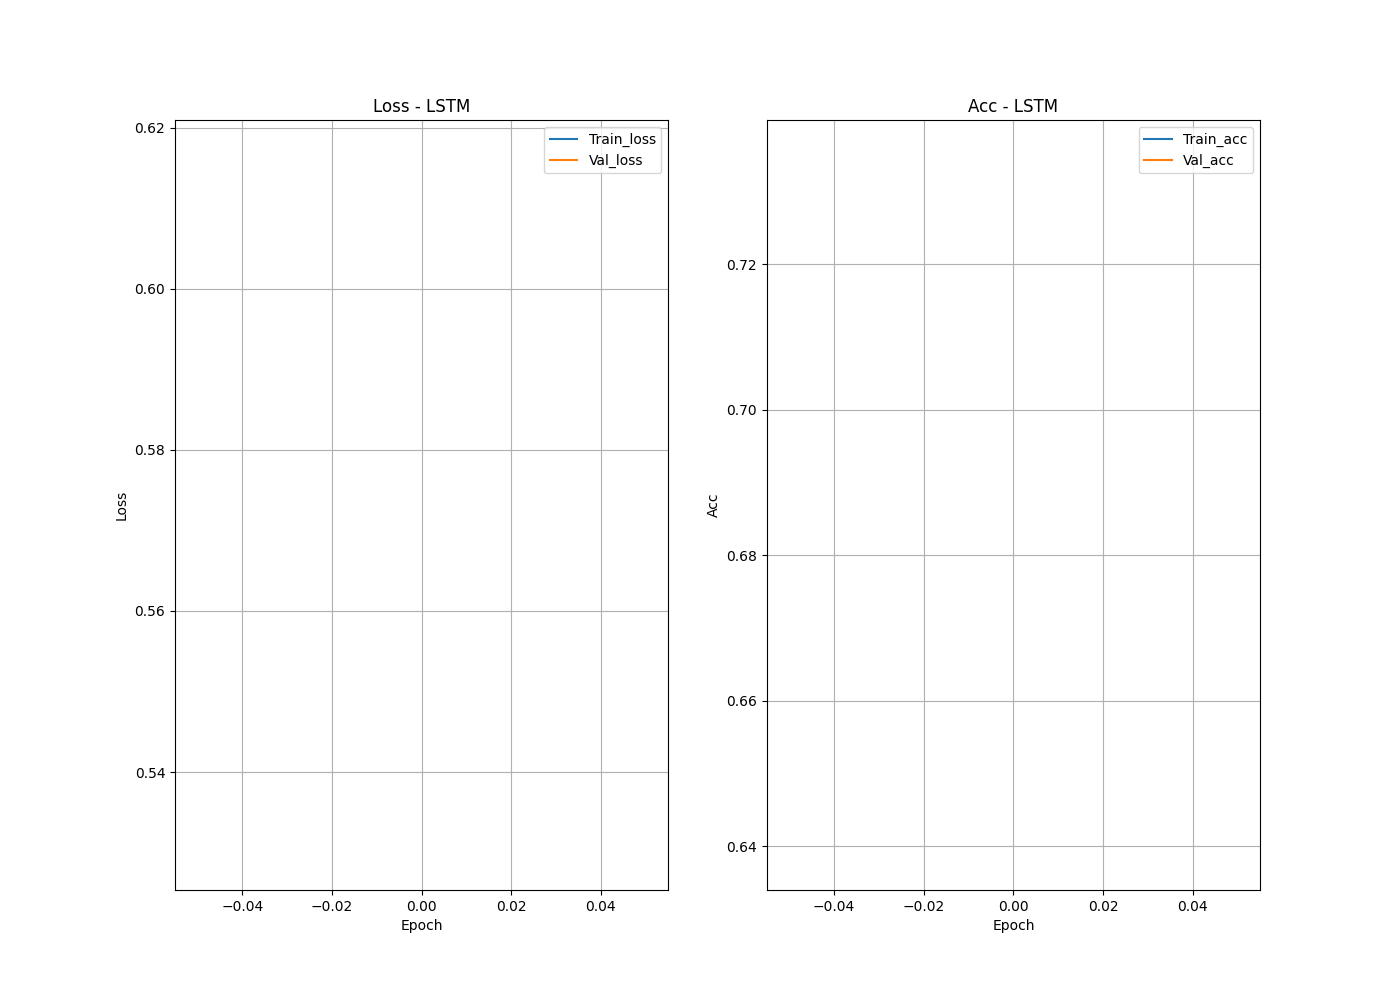 Loss - LSTM
Train_loss
Val_loss
0.62
0.60
0.58
0.56
0.54
Loss
−0.04 −0.02 0.00 0.02 0.04
Epoch
Acc - LSTM
Train_acc
Val_acc
0.72
0.70
0.68
0.66
0.64
Acc
−0.04 −0.02 0.00 0.02 0.04
Epoch